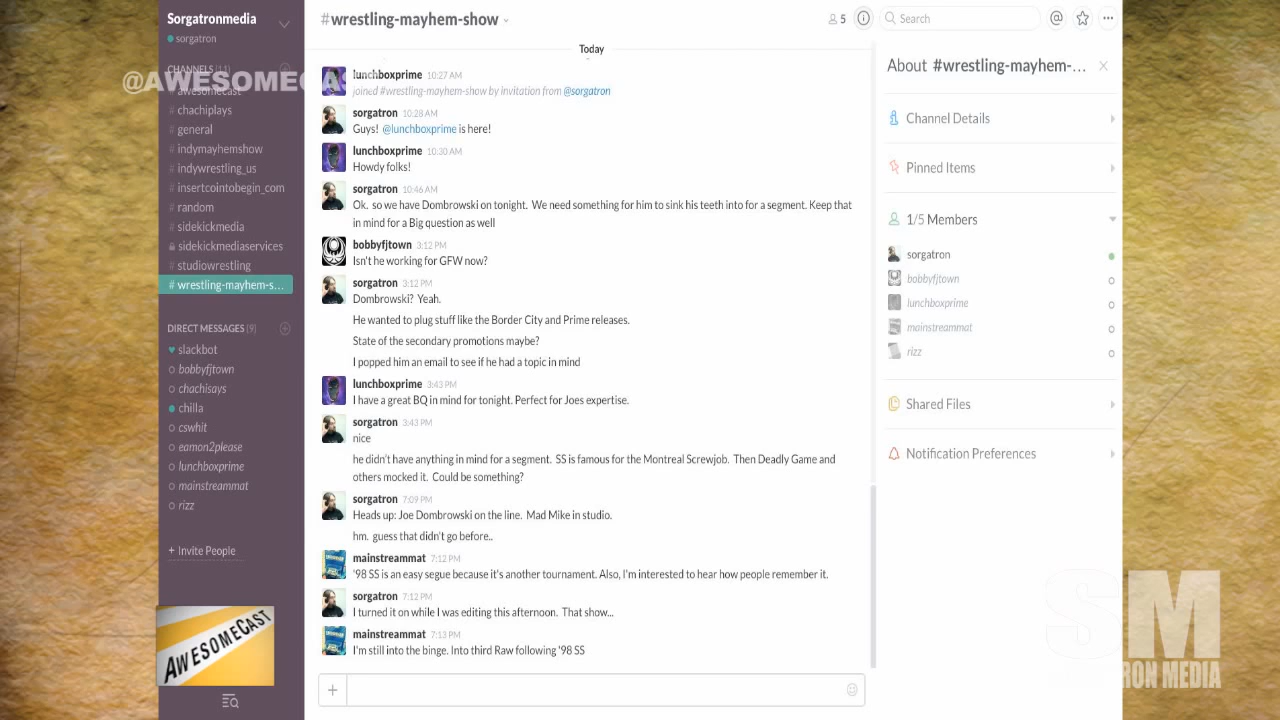 Sorgatronmedia
sorgatron
CHANNELS (11)
@AWESOMECAS
# awesomecast
# chachiplays
# general
# indymayhemshow
# indywrestling_us
# insertcointobegin_com
# random
# sidekickmedia
sidekickmediaservices
# studiowrestling
# wrestling-mayhem-s...
DIRECT MESSAGES (9)
slackbot
bobbyfjtown
chachisays
chilla
cswhit
eamon2please
lunchboxprime
mainstreammat
rizz
+ Invite People
AWESOMECAST
#wrestling-mayhem-show
5
Search
Today
lunchboxprime 10:27 AM
joined #wrestling-mayhem-show by invitation from @sorgatron
sorgatron 10:28 AM
Guys! @lunchboxprime is here!
lunchboxprime 10:30 AM
Howdy folks!
sorgatron 10:46 AM
Ok. so we have Dombrowski on tonight. We need something for him to sink his teeth into for a segment. Keep that
in mind for a Big question as well
bobbyfjtown 3:12 PM
Isn't he working for GFW now?
sorgatron 3:12 PM
Dombrowski? Yeah.
He wanted to plug stuff like the Border City and Prime releases.
State of the secondary promotions maybe?
I popped him an email to see if he had a topic in mind
lunchboxprime 3:43 PM
I have a great BQ in mind for tonight. Perfect for Joes expertise.
sorgatron 3:43 PM
nice
he didn't have anything in mind for a segment. SS is famous for the Montreal Screwjob. Then Deadly Game and
others mocked it. Could be something?
sorgatron 7:09 PM
Heads up: Joe Dombrowski on the line. Mad Mike in studio.
hm. guess that didn't go before..
mainstreammat 7:12 PM
'98 SS is an easy segue because it's another tournament. Also, I'm interested to hear how people remember it.
sorgatron 7:12 PM
I turned it on while I was editing this afternoon. That show...
mainstreammat 7:13 PM
I'm still into the binge. Into third Raw following '98 SS
About #wrestling-mayhem-...
Channel Details
Pinned Items
1/5 Members
sorgatron
bobbyfjtown
lunchboxprime
mainstreammat
rizz
Shared Files
Notification Preferences
SM
RON MEDIA